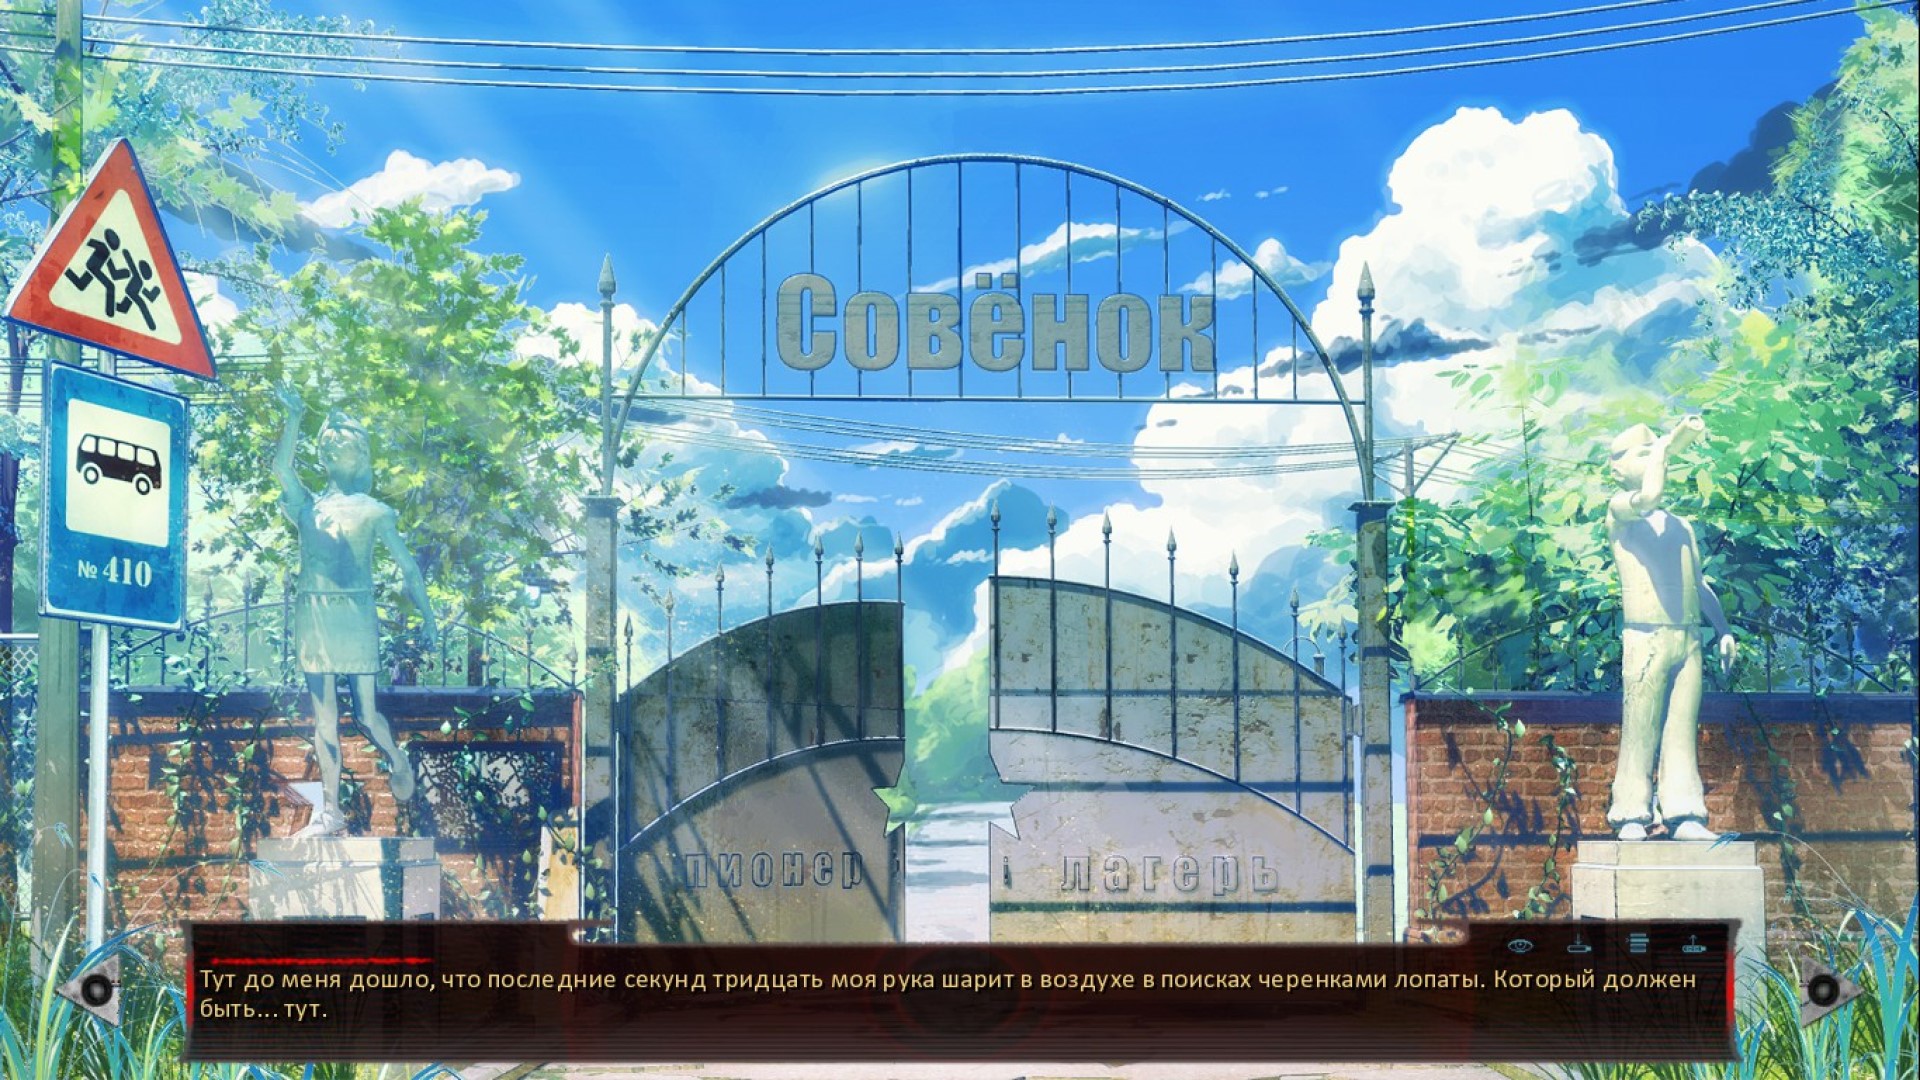 Совёнок
№ 410
пионер лагерь
Тут до меня дошло, что последние секунд тридцать моя рука шарит в воздухе в поисках черенками лопаты. Который должен
быть... тут.